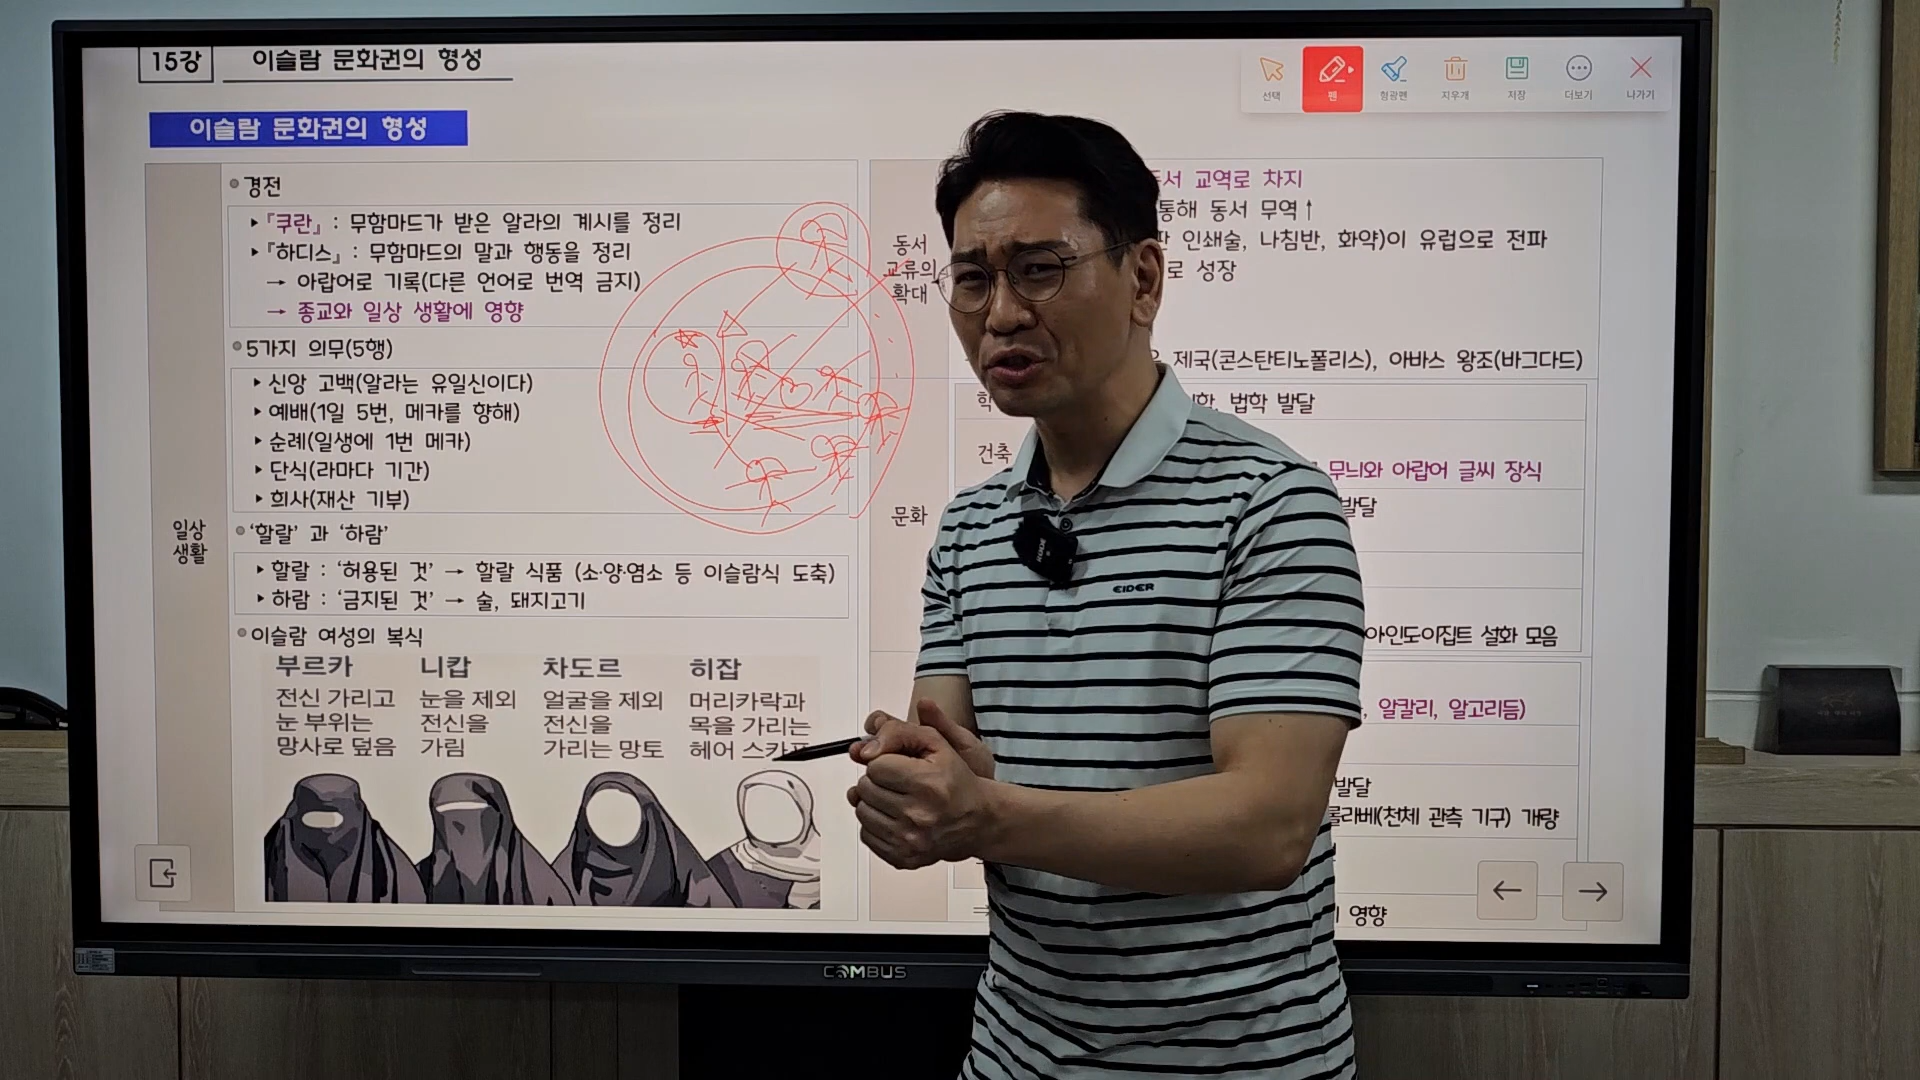 15강
이슬람 문화권의 형성
선택
펜
형광펜
지우개
저장
더보기
나가기
이슬람 문화권의 형성
일상
생활
경전
▸『쿠란』 : 무함마드가 받은 알라의 계시를 정리
▸『하디스』 : 무함마드의 말과 행동을 정리
→ 아랍어로 기록(다른 언어로 번역 금지)
→ 종교와 일상 생활에 영향
5가지 의무(5행)
▸ 신앙 고백(알라는 유일신이다)
▸ 예배(1일 5번, 메카를 향해)
▸ 순례(일생에 1번 메카)
▸ 단식(라마다 기간)
▸ 희사(재산 기부)
‘할랄’ 과 ‘하람’
▸ 할랄 : ‘허용된 것’ → 할랄 식품 (소·양·염소 등 이슬람식 도축)
▸ 하람 : ‘금지된 것’ → 술, 돼지고기
이슬람 여성의 복식
부르카
전신 가리고
눈 부위는
망사로 덮음
니캅
눈을 제외
전신을
가림
차도르
얼굴을 제외
전신을
가리는 망토
히잡
머리카락과
목을 가리는
헤어 스카프
동서
교류의
확대
동서 교역로 차지
통해 동서 무역↑
인쇄술, 나침반, 화약)이 유럽으로 전파
로 성장
제국(콘스탄티노폴리스), 아바스 왕조(바그다드)
문화
법학 발달
건축
무늬와 아랍어 글씨 장식
발달
설화 모음
알칼리, 알고리듬)
발달
(천체 관측 기구) 개량
영향
CAMBUS
RODE
EIDER